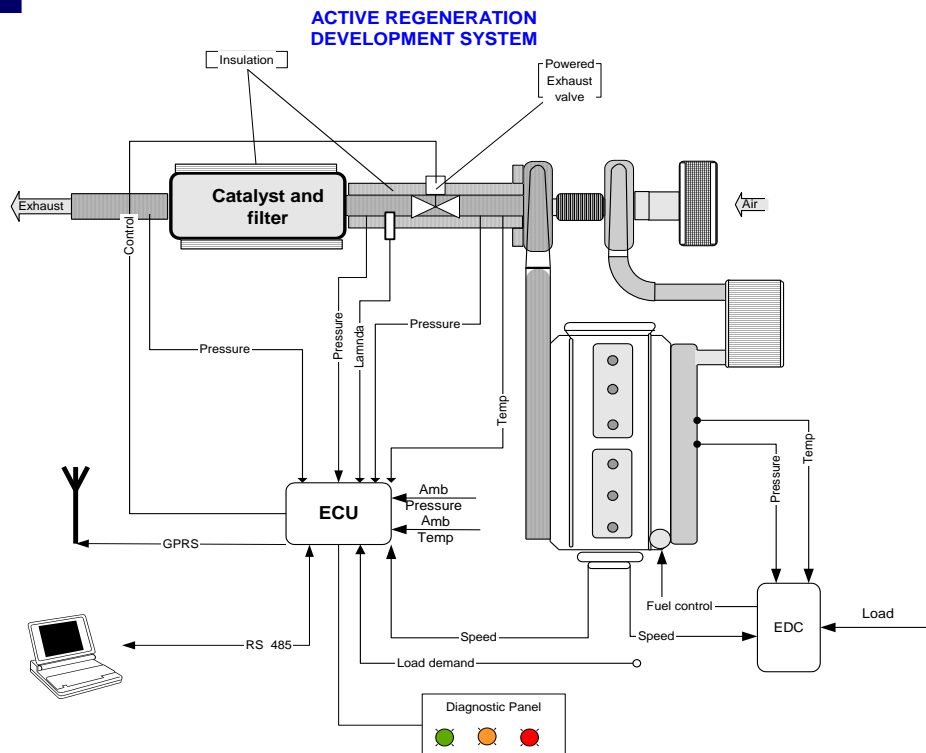 ACTIVE REGENERATION
DEVELOPMENT SYSTEM
Insulation
Powered
Exhaust
valve
Catalyst and
filter
Exhaust
Air
Control
Pressure
Pressure
Lamnda
Pressure
Temp
Pressure
Temp
ECU
Amb
Pressure
Amb
Temp
GPRS
Fuel control
EDC
Load
RS 485
Speed
Speed
Load demand
Diagnostic Panel